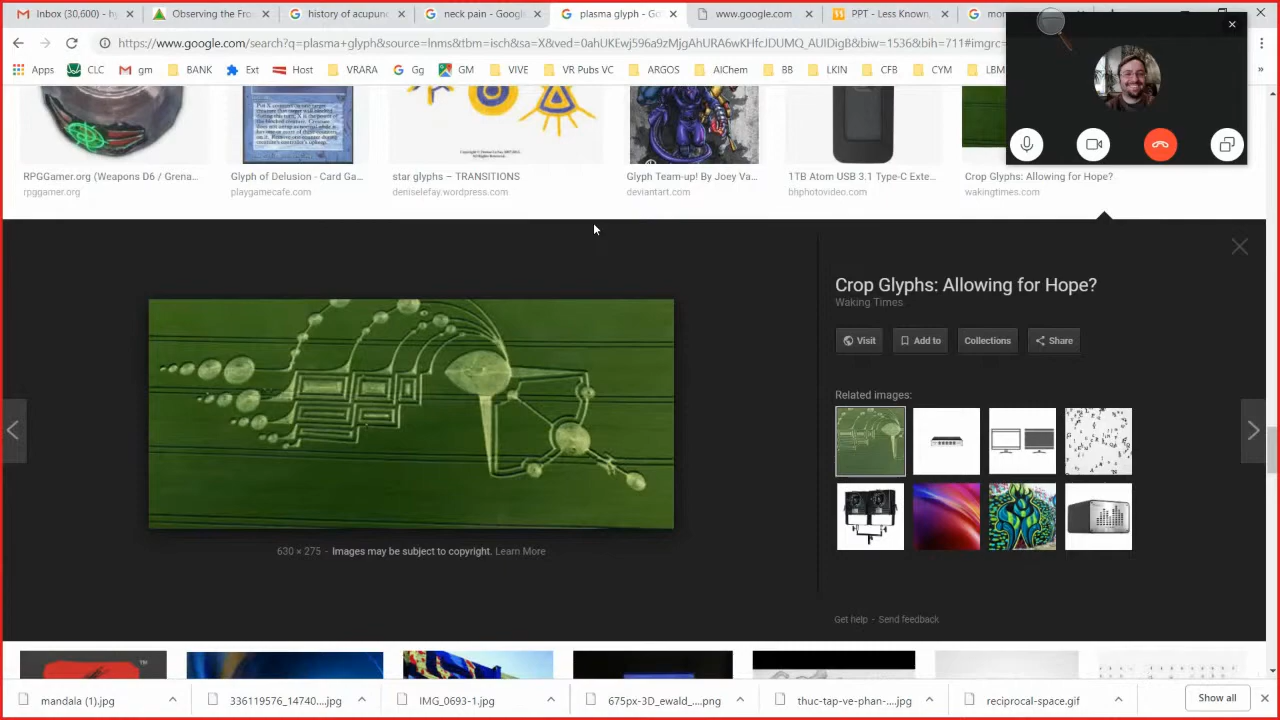 Inbox (30,600) - h
Observing the Fro
history of acupunc
neck pain - Googl
plasma glyph - Go
www.google.com
PPT - Less Known,
https://www.google.com/search?q=plasma+glyph&source=lnms&tbm=isch&sa=X&ved=0ahUKEwj596a9zMjgAhURA6wKHfcJDUMQ_AUIDigB&biw=1536&bih=711#imgrc=
Apps
CLC
gm
BANK
Ext
Host
VRARA
Gg
GM
VIVE
VR Pubs VC
ARGOS
AIChem
BB
LKIN
CFB
CYM
LBM
»
RPGGamer.org (Weapons D6 / Grena...
rpggamer.org
Glyph of Delusion - Card Ga...
playgamecafe.com
star glyphs – TRANSITIONS
deniselefay.wordpress.com
Glyph Team-up! By Joey Va...
deviantart.com
1TB Atom USB 3.1 Type-C Exte...
bhphotovideo.com
Crop Glyphs: Allowing for Hope?
wakingtimes.com
Crop Glyphs: Allowing for Hope?
Waking Times
Visit
Add to
Collections
Share
Related images:
630 × 275 - Images may be subject to copyright. Learn More
Get help - Send feedback
mandala (1).jpg
336119576_14740....jpg
IMG_0693-1.jpg
675px-3D_ewald_....png
thuc-tap-ve-phan-....jpg
reciprocal-space.gif
Show all